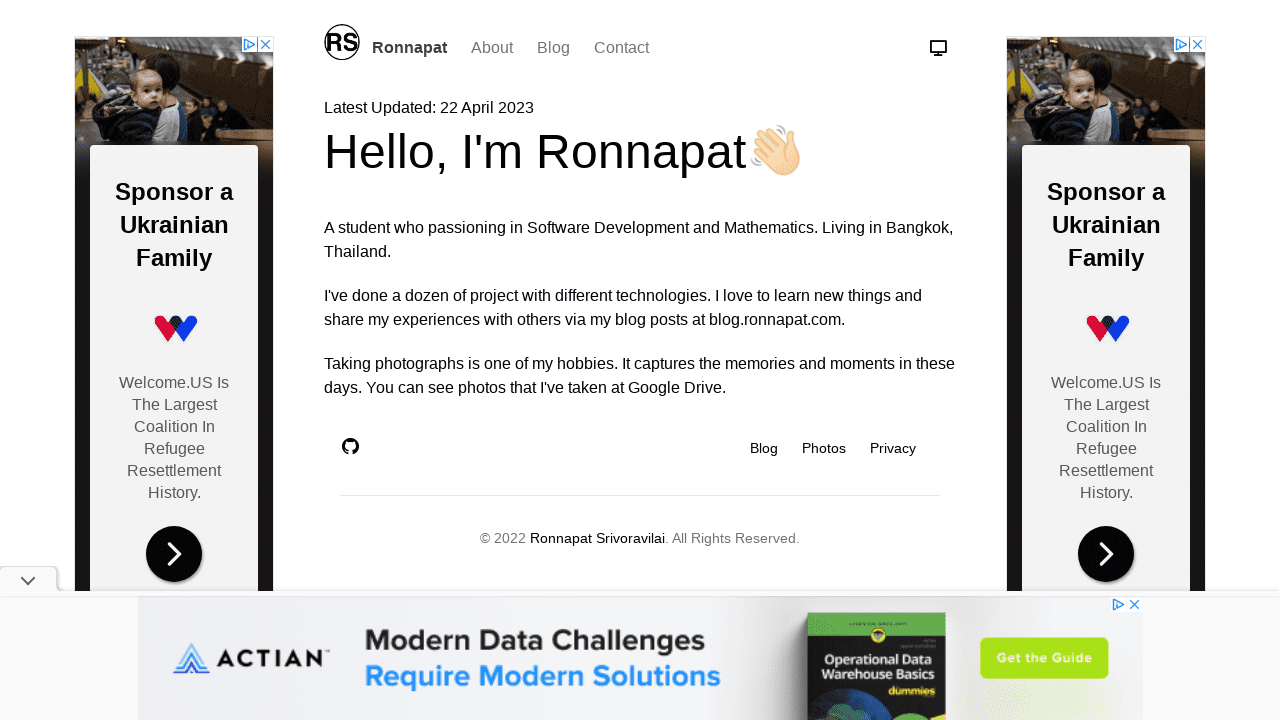 RS
Ronnapat About Blog Contact
Latest Updated: 22 April 2023
Hello, I'm Ronnapat
A student who passioning in Software Development and Mathematics. Living in Bangkok,
Thailand.
I've done a dozen of project with different technologies. I love to learn new things and
share my experiences with others via my blog posts at blog.ronnapat.com.
Taking photographs is one of my hobbies. It captures the memories and moments in these
days. You can see photos that I've taken at Google Drive.
Blog Photos Privacy
© 2022 Ronnapat Srivoravilai. All Rights Reserved.
Sponsor a
Ukrainian
Family
Welcome.US Is
The Largest
Coalition In
Refugee
Resettlement
History.
Sponsor a
Ukrainian
Family
Welcome.US Is
The Largest
Coalition In
Refugee
Resettlement
History.
ACTIAN
Modern Data Challenges
Require Modern Solutions
Operational Data
Warehouse Basics
dummies
Get the Guide